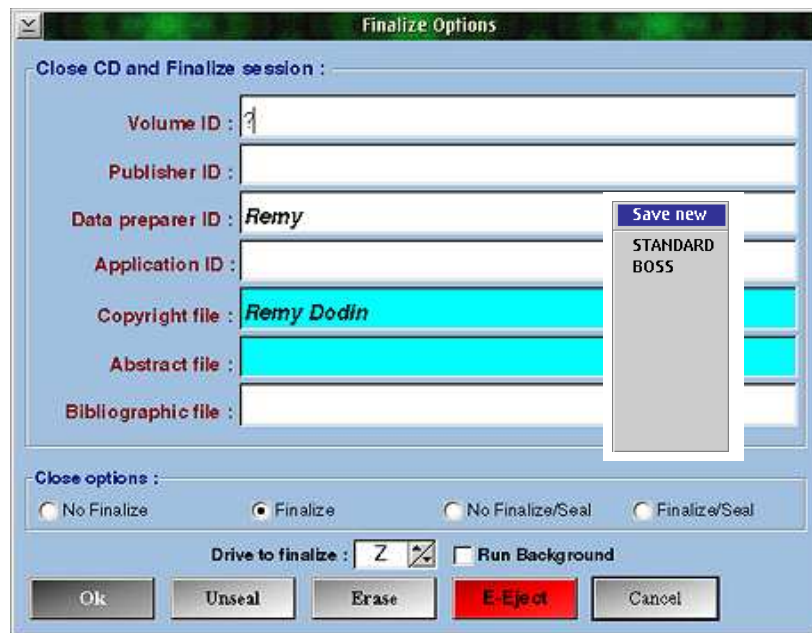 Finalize Options
Close CD and Finalize session :
Volume ID : ?
Publisher ID :
Data preparer ID : Remy
Application ID :
Copyright file : Remy Dodin
Abstract file :
Bibliographic file :
Save new
STANDARD
BOSS
Close options :
No Finalize Finalize No Finalize/Seal Finalize/Seal
Drive to finalize : Z Run Background
Ok Unseal Erase E-Eject Cancel